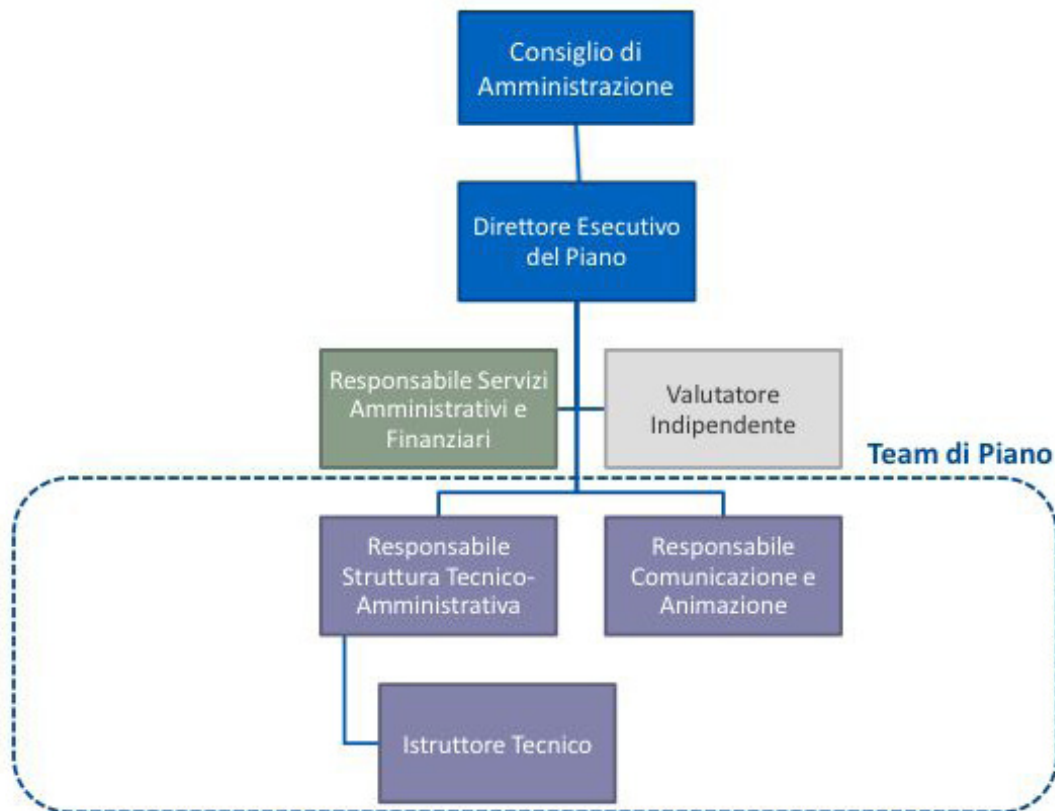 Consiglio di
Amministrazione
Direttore Esecutivo
del Piano
Responsabile Servizi
Amministrativi e
Finanziari
Valutatore
Indipendente
Team di Piano
Responsabile
Struttura Tecnico-
Amministrativa
Responsabile
Comunicazione e
Animazione
Istruttore Tecnico